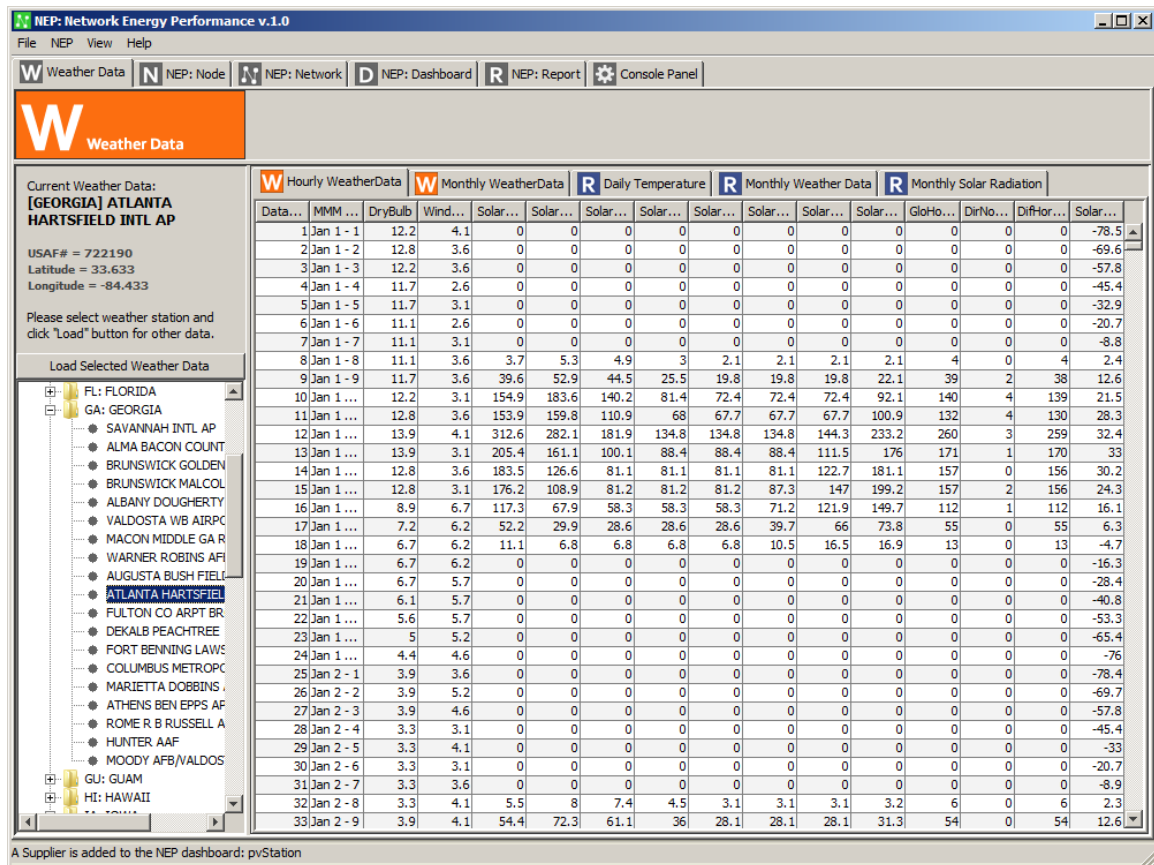 NEP: Network Energy Performance v.1.0
File NEP View Help
W Weather Data N NEP: Node N NEP: Network D NEP: Dashboard R NEP: Report Console Panel
W Weather Data
Current Weather Data:
[GEORGIA] ATLANTA
HARTSFIELD INTL AP
USAF# = 722190
Latitude = 33.633
Longitude = -84.433
Please select weather station and
click "Load" button for other data.
Load Selected Weather Data
FL: FLORIDA
GA: GEORGIA
SAVANNAH INTL AP
ALMA BACON COUNT
BRUNSWICK GOLDEN
BRUNSWICK MALCOL
ALBANY DOUGHERTY
VALDOSTA WB AIRPO
MACON MIDDLE GA R
WARNER ROBINS AF
AUGUSTA BUSH FIEL
ATLANTA HARTSFIEL
FULTON CO ARPT BR
DEKALB PEACHTREE
FORT BENNING LAWS
COLUMBUS METROPO
MARIETTA DOBBINS
ATHENS BEN EPPS AP
ROME R B RUSSELL A
HUNTER AAF
MOODY AFB/VALDOS
GU: GUAM
HI: HAWAII
W Hourly WeatherData W Monthly WeatherData R Daily Temperature R Monthly Weather Data R Monthly Solar Radiation
Data... MMM ... DryBulb Wind... Solar... Solar... Solar... Solar... Solar... Solar... Solar... Solar... GloHo... DirNo... DifHor... Solar...
1 Jan 1 - 1 12.2 4.1 0 0 0 0 0 0 0 0 0 0 0 -78.5
2 Jan 1 - 2 12.8 3.6 0 0 0 0 0 0 0 0 0 0 0 -69.6
3 Jan 1 - 3 12.2 3.6 0 0 0 0 0 0 0 0 0 0 0 -57.8
4 Jan 1 - 4 11.7 2.6 0 0 0 0 0 0 0 0 0 0 0 -45.4
5 Jan 1 - 5 11.7 3.1 0 0 0 0 0 0 0 0 0 0 0 -32.9
6 Jan 1 - 6 11.1 2.6 0 0 0 0 0 0 0 0 0 0 0 -20.7
7 Jan 1 - 7 11.1 3.1 0 0 0 0 0 0 0 0 0 0 0 -8.8
8 Jan 1 - 8 11.1 3.6 3.7 5.3 4.9 3 2.1 2.1 2.1 2.1 4 0 4 2.4
9 Jan 1 - 9 11.7 3.6 39.6 52.9 44.5 25.5 19.8 19.8 19.8 22.1 39 2 38 12.6
10 Jan 1 ... 12.2 3.1 154.9 183.6 140.2 81.4 72.4 72.4 72.4 92.1 140 4 139 21.5
11 Jan 1 ... 12.8 3.6 153.9 159.8 110.9 68 67.7 67.7 67.7 100.9 132 4 130 28.3
12 Jan 1 ... 13.9 4.1 312.6 282.1 181.9 134.8 134.8 134.8 144.3 233.2 260 3 259 32.4
13 Jan 1 ... 13.9 3.1 205.4 161.1 100.1 88.4 88.4 88.4 111.5 176 171 1 170 33
14 Jan 1 ... 12.8 3.6 183.5 126.6 81.1 81.1 81.1 81.1 122.7 181.1 157 0 156 30.2
15 Jan 1 ... 12.8 3.1 176.2 108.9 81.2 81.2 81.2 87.3 147 199.2 157 2 156 24.3
16 Jan 1 ... 8.9 6.7 117.3 67.9 58.3 58.3 58.3 71.2 121.9 149.7 112 1 112 16.1
17 Jan 1 ... 7.2 6.2 52.2 29.9 28.6 28.6 28.6 39.7 66 73.8 55 0 55 6.3
18 Jan 1 ... 6.7 6.2 11.1 6.8 6.8 6.8 6.8 10.5 16.5 16.9 13 0 13 -4.7
19 Jan 1 ... 6.7 6.2 0 0 0 0 0 0 0 0 0 0 0 -16.3
20 Jan 1 ... 6.7 5.7 0 0 0 0 0 0 0 0 0 0 0 -28.4
21 Jan 1 ... 6.1 5.7 0 0 0 0 0 0 0 0 0 0 0 -40.8
22 Jan 1 ... 5.6 5.7 0 0 0 0 0 0 0 0 0 0 0 -53.3
23 Jan 1 ... 5 5.2 0 0 0 0 0 0 0 0 0 0 0 -65.4
24 Jan 1 ... 4.4 4.6 0 0 0 0 0 0 0 0 0 0 0 -76
25 Jan 2 - 1 3.9 3.6 0 0 0 0 0 0 0 0 0 0 0 -78.4
26 Jan 2 - 2 3.9 5.2 0 0 0 0 0 0 0 0 0 0 0 -69.7
27 Jan 2 - 3 3.9 4.6 0 0 0 0 0 0 0 0 0 0 0 -57.8
28 Jan 2 - 4 3.3 3.1 0 0 0 0 0 0 0 0 0 0 0 -45.4
29 Jan 2 - 5 3.3 4.1 0 0 0 0 0 0 0 0 0 0 0 -33
30 Jan 2 - 6 3.3 3.1 0 0 0 0 0 0 0 0 0 0 0 -20.7
31 Jan 2 - 7 3.3 3.6 0 0 0 0 0 0 0 0 0 0 0 -8.9
32 Jan 2 - 8 3.3 4.1 5.5 8 7.4 4.5 3.1 3.1 3.1 3.2 6 0 6 2.3
33 Jan 2 - 9 3.9 4.1 54.4 72.3 61.1 36 28.1 28.1 28.1 31.3 54 0 54 12.6
A Supplier is added to the NEP dashboard: pvStation